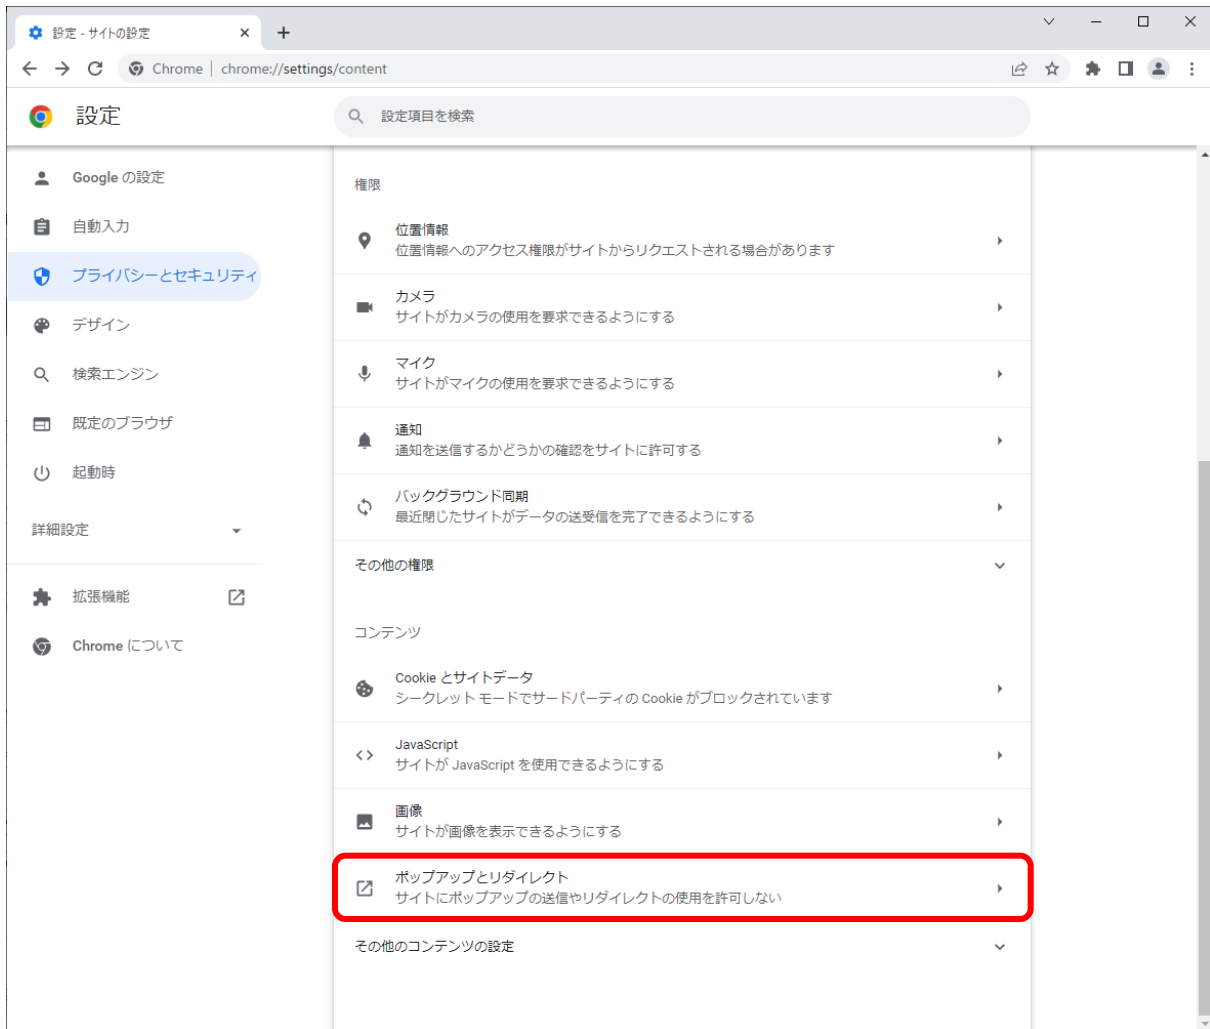 設定 - サイトの設定
Chrome | chrome://settings/content
設定
設定項目を検索
Google の設定
自動入力
プライバシーとセキュリティ
デザイン
検索エンジン
既定のブラウザ
起動時
詳細設定
拡張機能
Chrome について
権限
位置情報
位置情報へのアクセス権限がサイトからリクエストされる場合があります
カメラ
サイトがカメラの使用を要求できるようにする
マイク
サイトがマイクの使用を要求できるようにする
通知
通知を送信するかどうかの確認をサイトに許可する
バックグラウンド同期
最近閉じたサイトがデータの送受信を完了できるようにする
その他の権限
コンテンツ
Cookie とサイトデータ
シークレット モードでサードパーティの Cookie がブロックされています
JavaScript
サイトが JavaScript を使用できるようにする
画像
サイトが画像を表示できるようにする
ポップアップとリダイレクト
サイトにポップアップの送信やリダイレクトの使用を許可しない
その他のコンテンツの設定